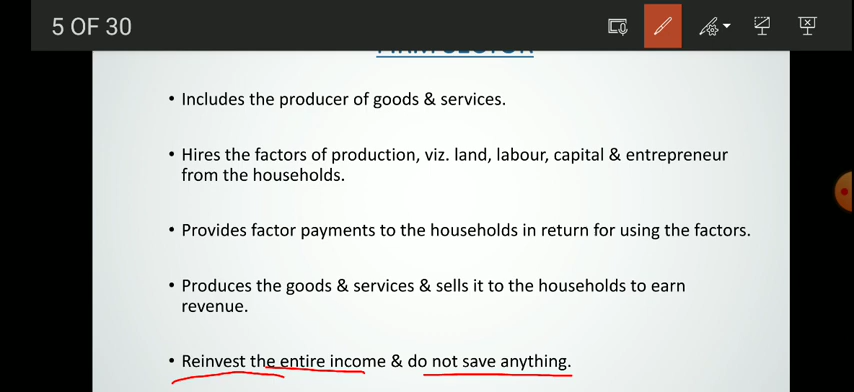 5 OF 30
FIRM SECTOR
• Includes the producer of goods & services.
• Hires the factors of production, viz. land, labour, capital & entrepreneur
from the households.
• Provides factor payments to the households in return for using the factors.
• Produces the goods & services & sells it to the households to earn
revenue.
• Reinvest the entire income & do not save anything.